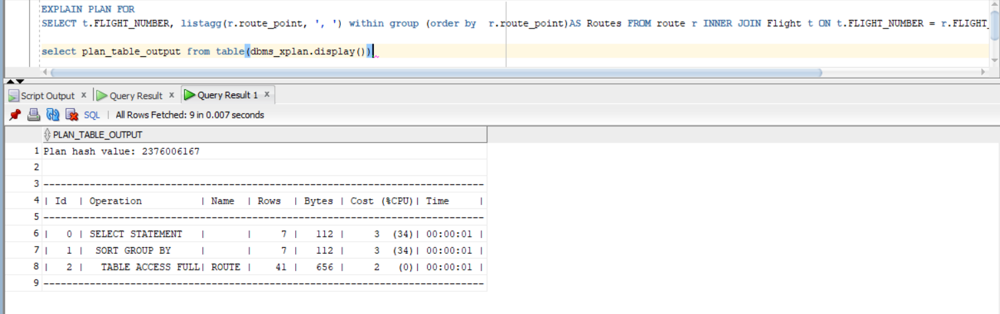 EXPLAIN PLAN FOR
SELECT t.FLIGHT_NUMBER, listagg(r.route_point, ', ') within group (order by  r.route_point)AS Routes FROM route r INNER JOIN Flight t ON t.FLIGHT_NUMBER = r.FLIGHT_
select plan_table_output from table(dbms_xplan.display())
Script Output x Query Result x Query Result 1 x
SQL | All Rows Fetched: 9 in 0.007 seconds
PLAN_TABLE_OUTPUT
1 Plan hash value: 2376006167
2
3 ---------------------------------------------------------------------------
4 | Id  | Operation          | Name  | Rows  | Bytes | Cost (%CPU)| Time     |
5 ---------------------------------------------------------------------------
6 |   0 | SELECT STATEMENT   |       |     7 |   112 |     3  (34)| 00:00:01 |
7 |   1 |  SORT GROUP BY     |       |     7 |   112 |     3  (34)| 00:00:01 |
8 |   2 |   TABLE ACCESS FULL| ROUTE |    41 |   656 |     2   (0)| 00:00:01 |
9 ---------------------------------------------------------------------------